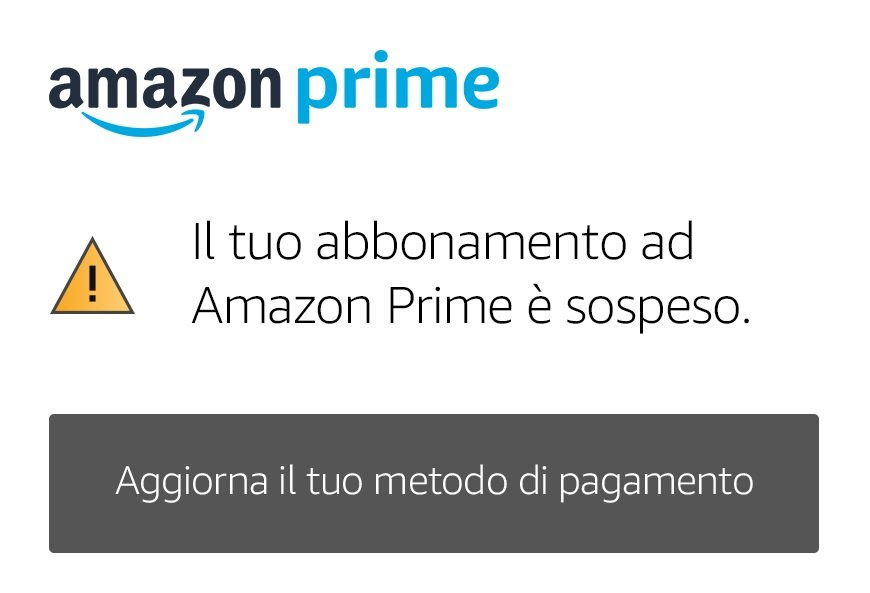 amazon prime
Il tuo abbonamento ad
Amazon Prime è sospeso.
Aggiorna il tuo metodo di pagamento